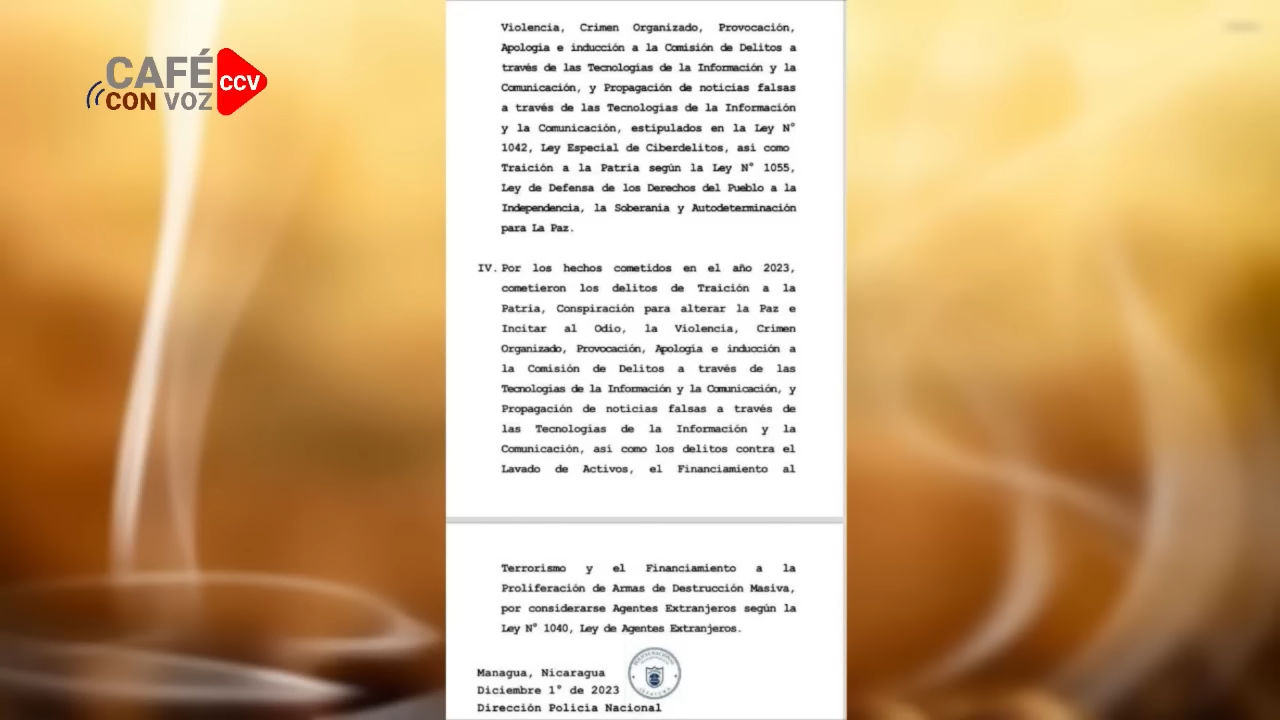 CAFÉ
CON VOZ
CCV
Violencia, Crimen Organizado, Provocación,
Apología e inducción a la Comisión de Delitos a
través de las Tecnologías de la Información y la
Comunicación, y Propagación de noticias falsas
a través de las Tecnologías de la Información
y la Comunicación, estipulados en la Ley N°
1042, Ley Especial de Ciberdelitos, así como
Traición a la Patria según la Ley N° 1055,
Ley de Defensa de los Derechos del Pueblo a la
Independencia, la Soberanía y Autodeterminación
para La Paz.
IV. Por los hechos cometidos en el año 2023,
cometieron los delitos de Traición a la
Patria, Conspiración para alterar la Paz e
Incitar al Odio, la Violencia, Crimen
Organizado, Provocación, Apología e inducción a
la Comisión de Delitos a través de las
Tecnologías de la Información y la Comunicación, y
Propagación de noticias falsas a través de
las Tecnologías de la Información y la
Comunicación, así como los delitos contra el
Lavado de Activos, el Financiamiento al
Terrorismo y el Financiamiento a la
Proliferación de Armas de Destrucción Masiva,
por considerarse Agentes Extranjeros según la
Ley N° 1040, Ley de Agentes Extranjeros.
Managua, Nicaragua
Diciembre 1° de 2023
Dirección Policía Nacional